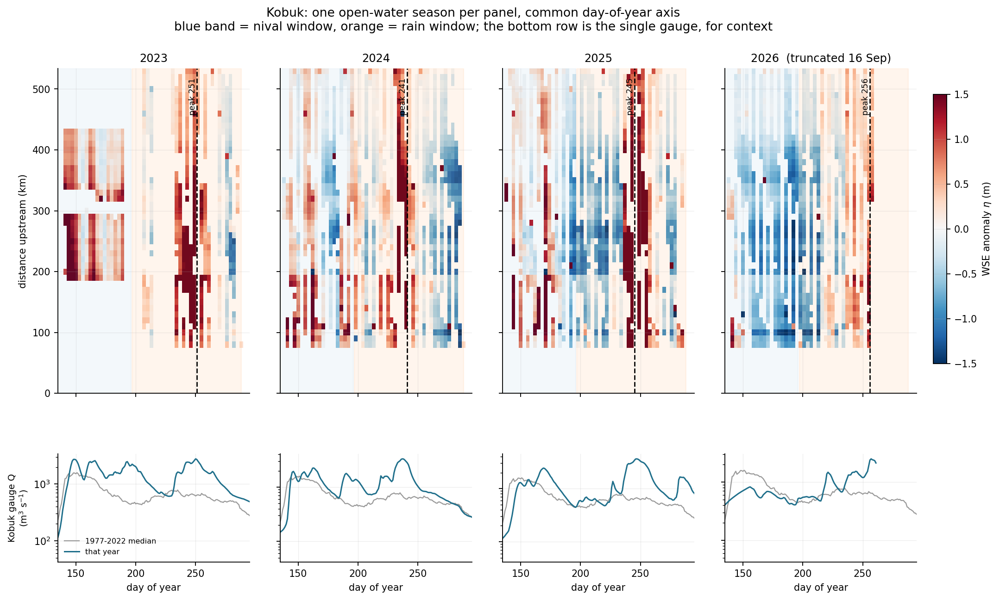 Kobuk: one open-water season per panel, common day-of-year axis
blue band = nival window, orange = rain window; the bottom row is the single gauge, for context
2023
2024
2025
2026 (truncated 16 Sep)
distance upstream (km)
500
400
300
200
100
0
peak 251
peak 241
peak 245
peak 256
1.5
1.0
0.5
0.0
−0.5
−1.0
−1.5
WSE anomaly η (m)
Kobuk gauge Q
(m³ s⁻¹)
10³
10²
1977-2022 median
that year
150 200 250
150 200 250
150 200 250
150 200 250
day of year
day of year
day of year
day of year